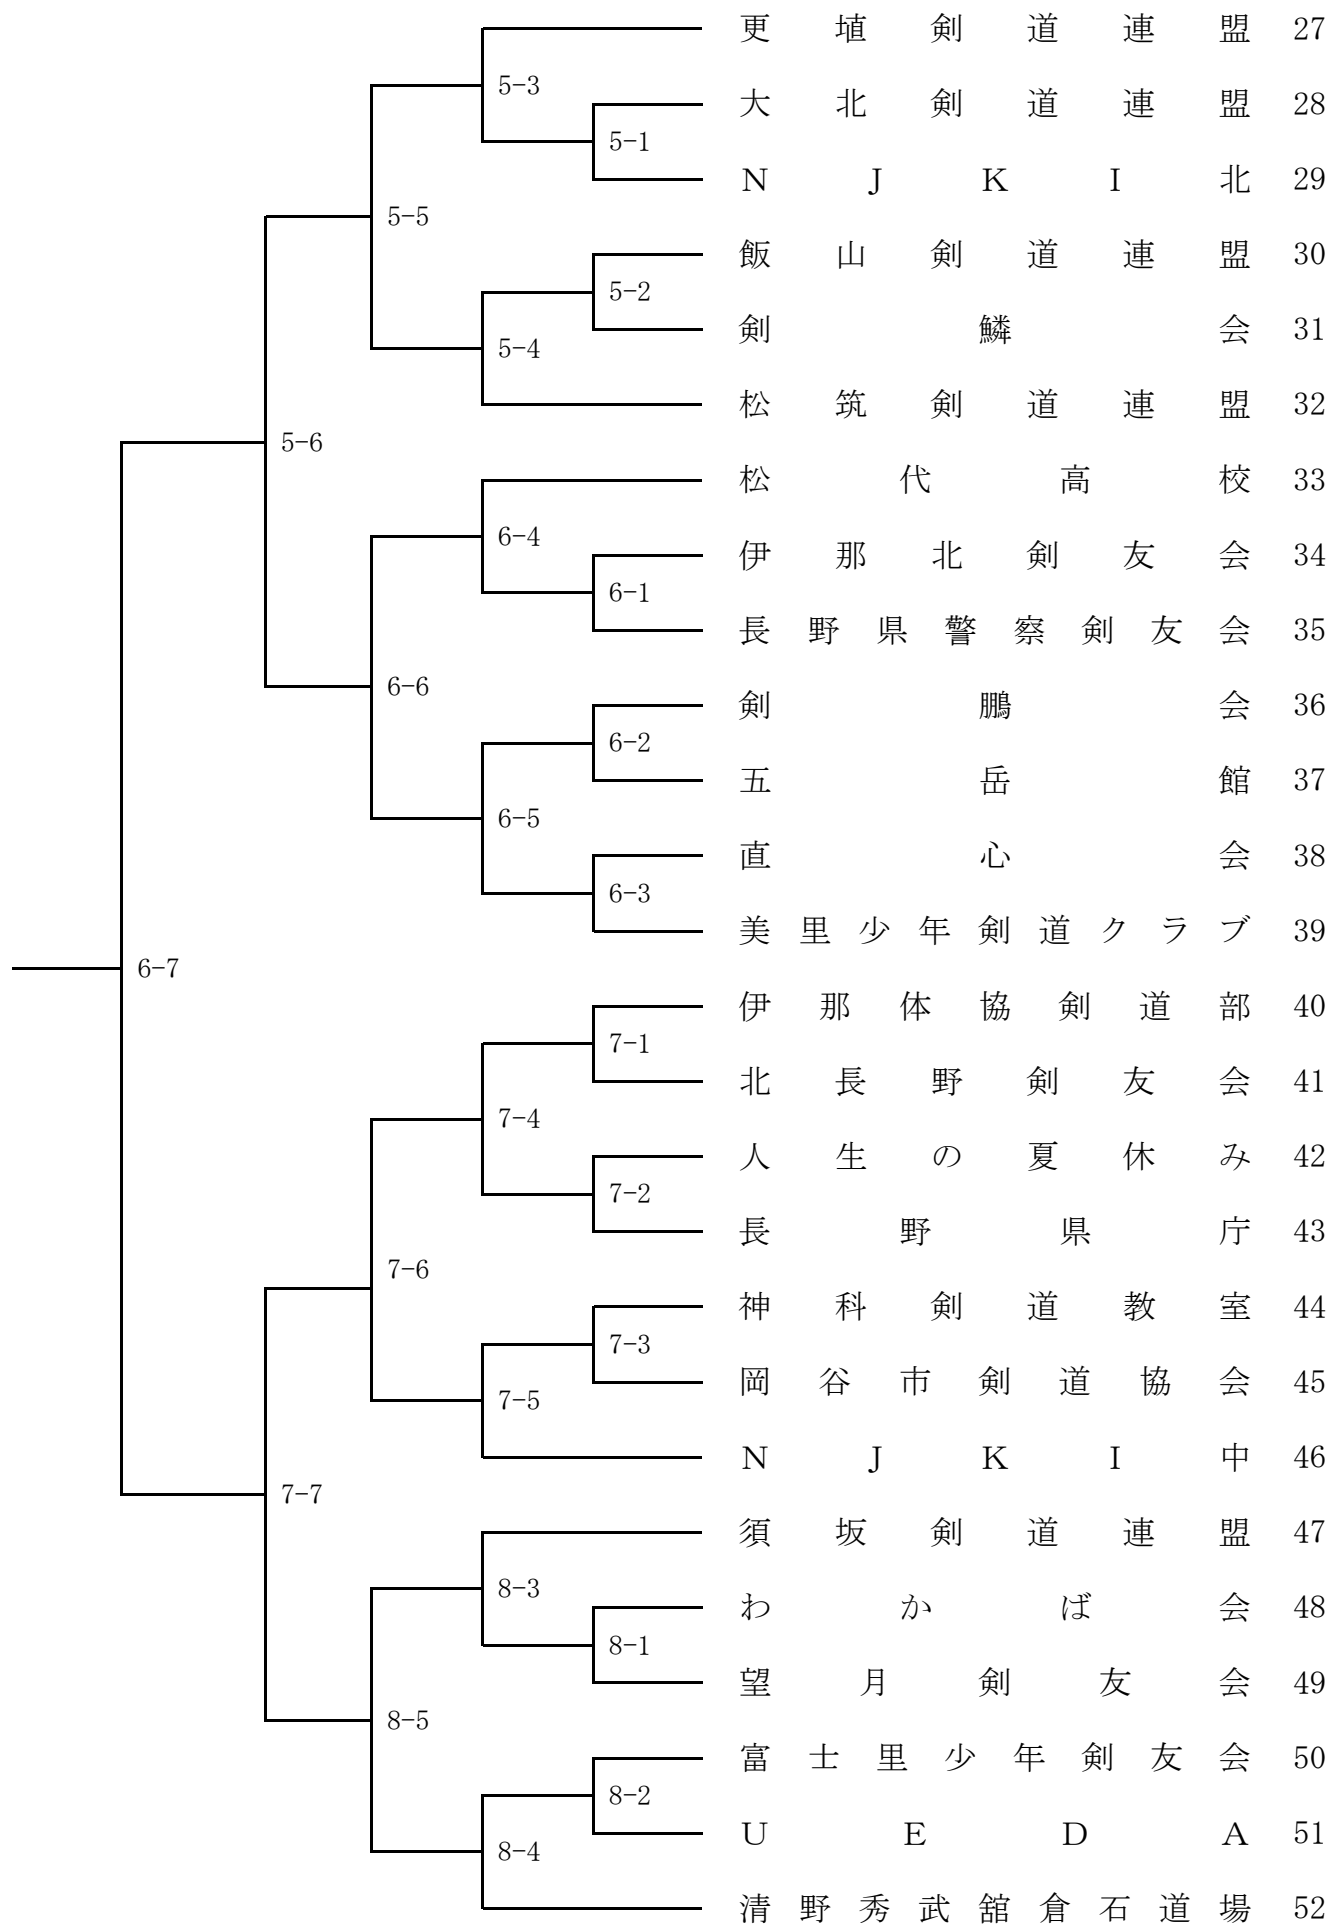 更埴剣道連盟 27
5-3
大北剣道連盟 28
5-1
NJKI北 29
5-5
飯山剣道連盟 30
5-2
剣鱗会 31
5-4
松筑剣道連盟 32
5-6
松代高校 33
6-4
伊那北剣友会 34
6-1
長野県警察剣友会 35
6-6
剣鵬会 36
6-2
五岳館 37
6-5
直心会 38
6-3
美里少年剣道クラブ 39
6-7
伊那体協剣道部 40
7-1
北長野剣友会 41
7-4
人生の夏休み 42
7-2
長野県庁 43
7-6
神科剣道教室 44
7-3
岡谷市剣道協会 45
7-5
NJKI中 46
7-7
須坂剣道連盟 47
8-3
わかば会 48
8-1
望月剣友会 49
8-5
富士里少年剣友会 50
8-2
UEDA 51
8-4
清野秀武舘倉石道場 52